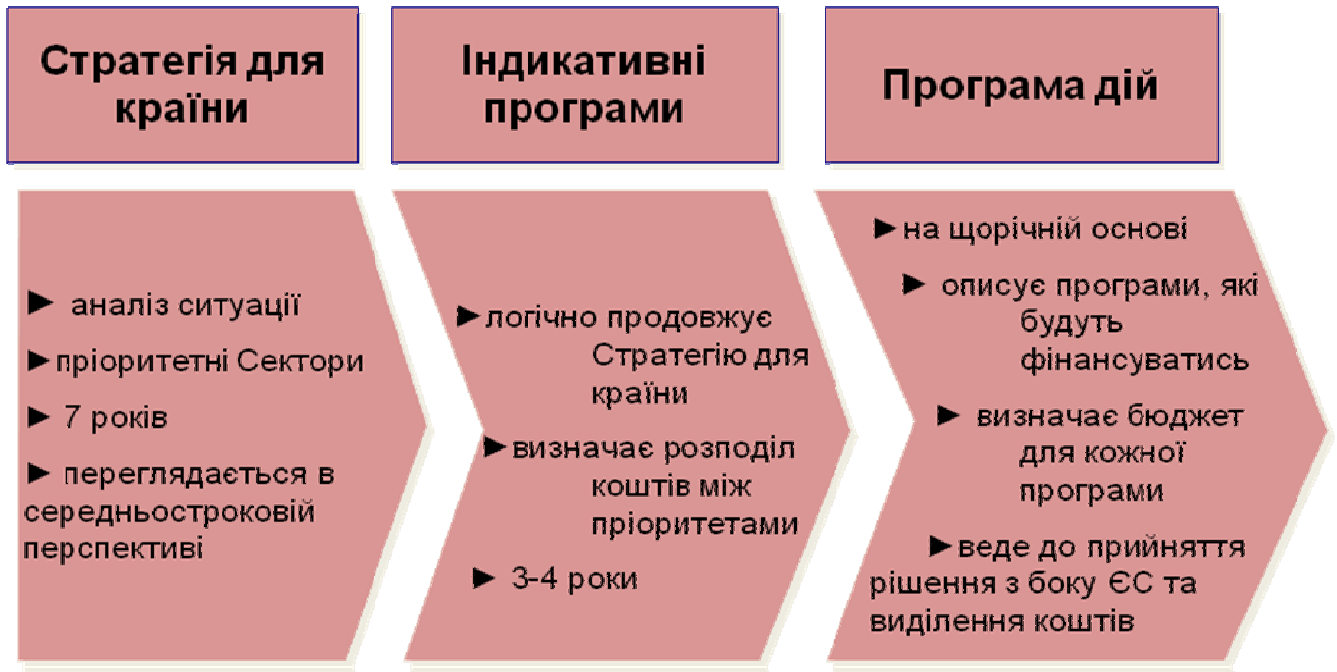 Стратегія для
країни
Індикативні
програми
Програма дій
► аналіз ситуації
►пріоритетні Сектори
► 7 років
► переглядається в
середньостроковій
перспективі
►логічно продовжує
Стратегію для
країни
►визначає розподіл
коштів між
пріоритетами
► 3-4 роки
►на щорічній основі
► описує програми, які
будуть
фінансуватись
► визначає бюджет
для кожної
програми
►веде до прийняття
рішення з боку ЄС та
виділення коштів